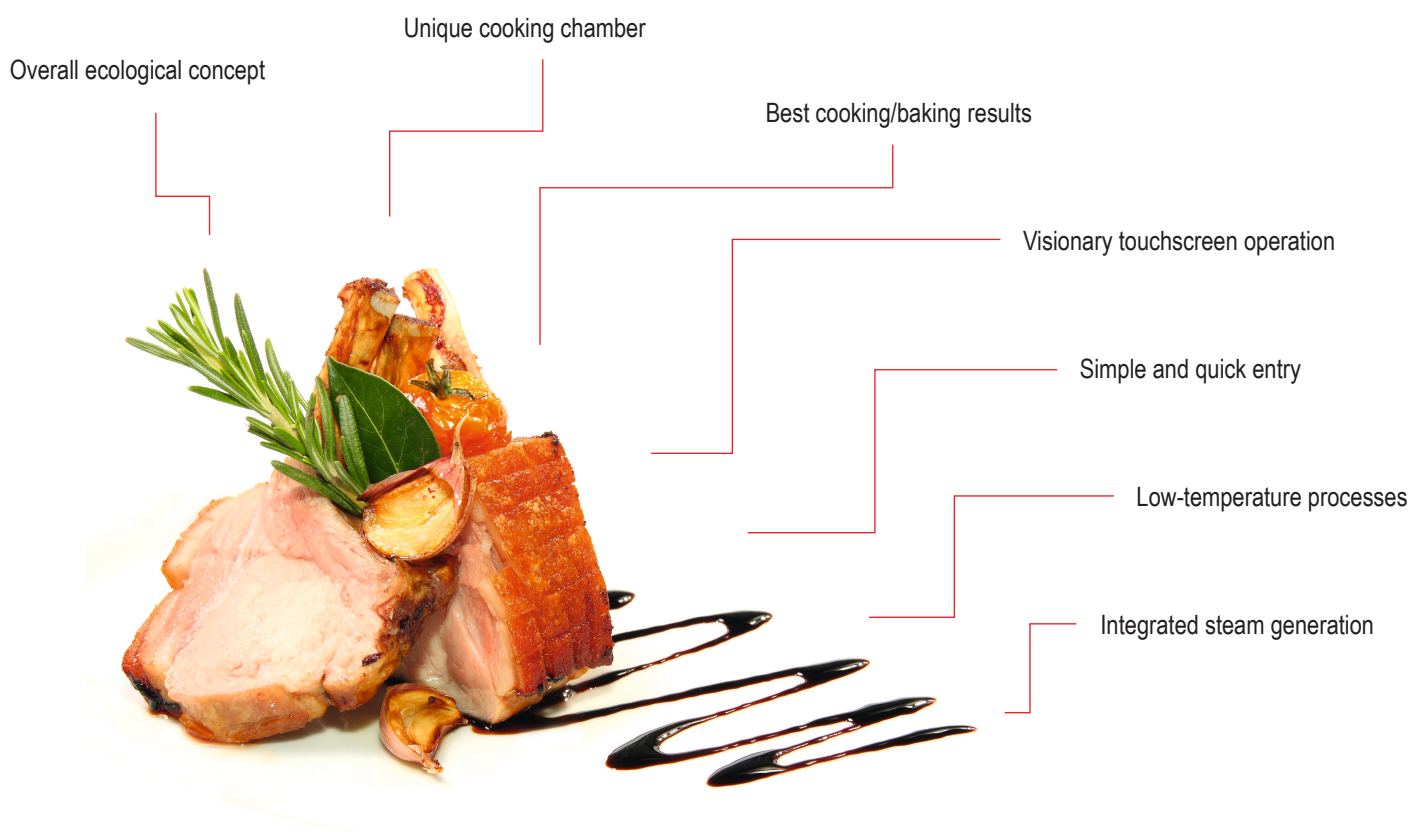 Unique cooking chamber
Overall ecological concept
Best cooking/baking results
Visionary touchscreen operation
Simple and quick entry
Low-temperature processes
Integrated steam generation